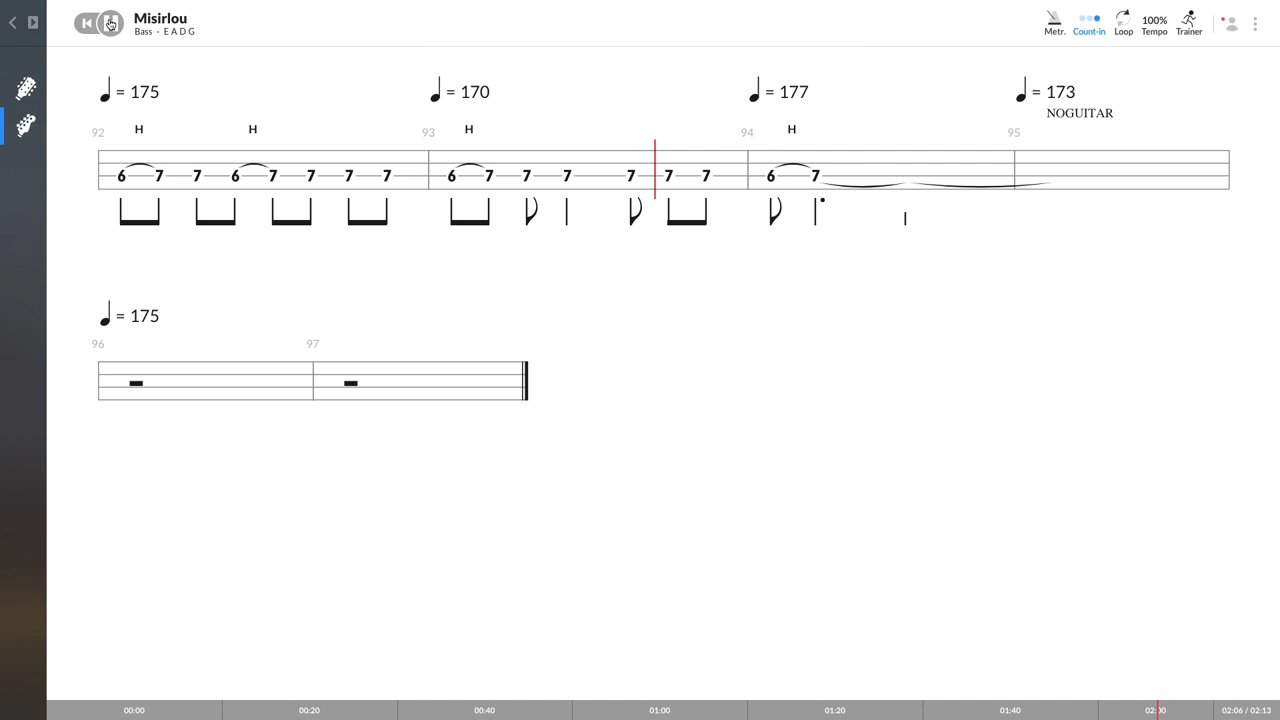 Misirlou
Bass · E A D G
Metr.
Count-in
Loop
100%
Tempo
Trainer
= 175
= 170
= 177
= 173
NOGUITAR
92 H H 93 H 94 H 95
6 7 7 6 7 7 7 7 6 7 7 7 7 7 7 6 7
= 175
96 97
00:00 00:20 00:40 01:00 01:20 01:40 02:00 02:06 / 02:13